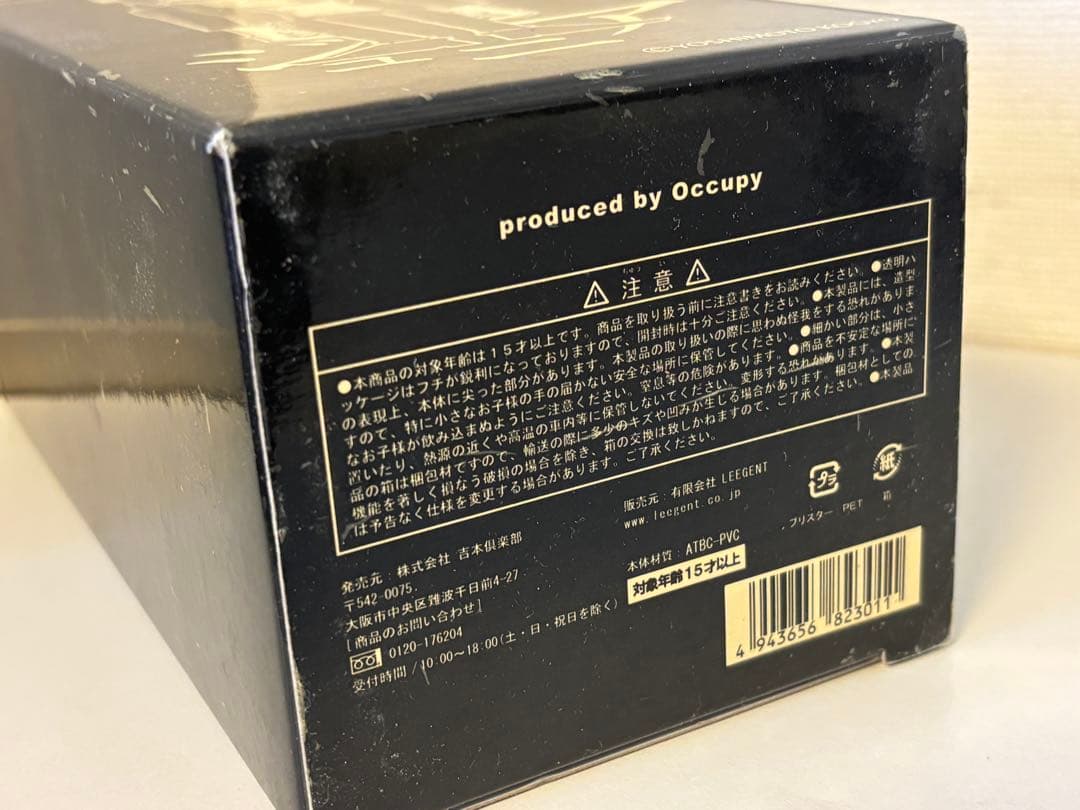 ©YOSHIMOTO KOGYO
produced by Occupy
⚠注意⚠
ちゅう い
●本商品の対象年齢は15才以上です。商品を取り扱う前に注意書きをお読みください。●透明パ
ッケージはフチが鋭利になっておりますので、開封時は十分ご注意ください。●本製品には、造型
の表現上、本体に尖った部分があります。本製品の取り扱いの際に思わぬ怪我をする恐れがありま
すので、特に小さなお子様の手の届かない安全な場所に保管してください。●細かい部分は、小さ
なお子様が飲み込まぬようにご注意ください。窒息等の危険があります。●商品を不安定な場所に
置いたり、熱源の近くや高温の車内等に保管しないでください。変形する恐れがあります。●本製
品の箱は梱包材ですので、輸送の際に多少のキズや凹みが生じる場合があります。梱包材としての
機能を著しく損なう破損の場合を除き、箱の交換は致しかねますので、ご了承ください。●本製品
は予告なく仕様を変更する場合があります。ご了承ください。
発売元:株式会社 吉本倶楽部
〒542-0075
大阪市中央区難波千日前4-27
[商品のお問い合わせ]
0120-176204
受付時間/10:00〜18:00(土・日・祝日を除く)
販売元:有限会社 LEEGENT
www.leegent.co.jp
本体材質:ATBC-PVC
対象年齢15才以上
プラ
ブリスター PET
紙
箱
4 943656 823011